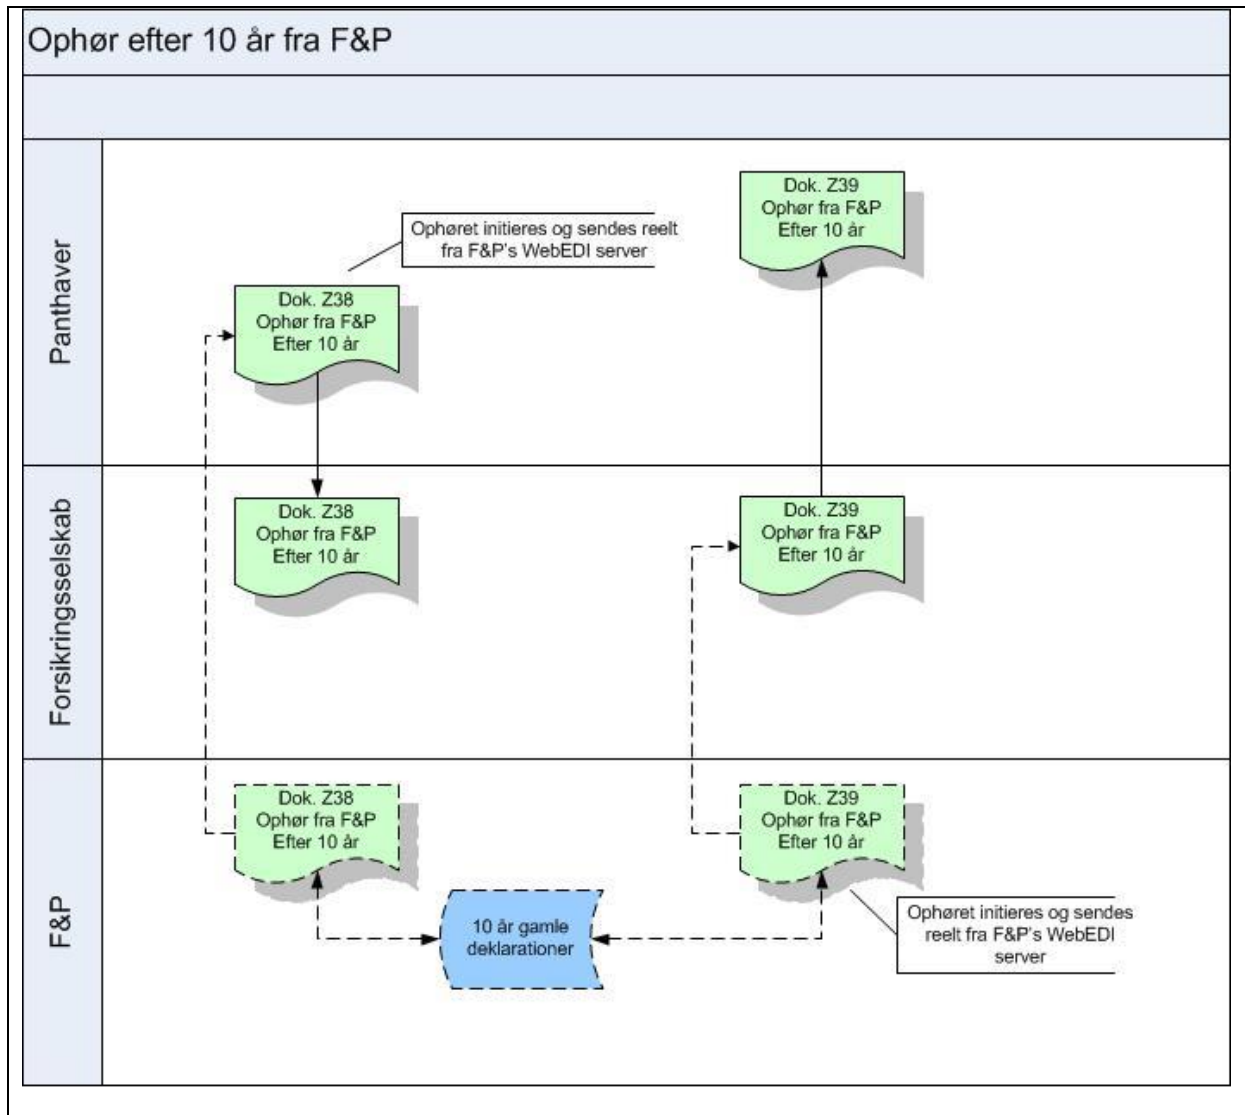 Ophør efter 10 år fra F&P
Panthaver
Dok. Z38
Ophør fra F&P
Efter 10 år
Ophøret initieres og sendes reelt
fra F&P's WebEDI server
Dok. Z39
Ophør fra F&P
Efter 10 år
Forsikringsselskab
Dok. Z38
Ophør fra F&P
Efter 10 år
Dok. Z39
Ophør fra F&P
Efter 10 år
F&P
Dok. Z38
Ophør fra F&P
Efter 10 år
10 år gamle
deklarationer
Dok. Z39
Ophør fra F&P
Efter 10 år
Ophøret initieres og sendes
reelt fra F&P's WebEDI
server